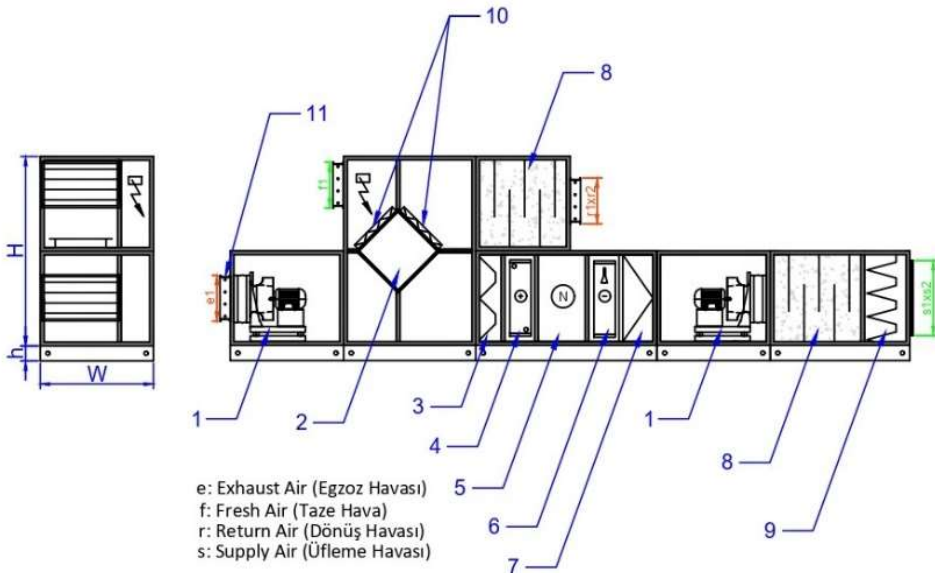 10
8
11
f1
r1xr2
H
e1
N
s1xs2
h
W
1
2
3
4
5
6
7
1
8
9
e: Exhaust Air (Egzoz Havası)
f: Fresh Air (Taze Hava)
r: Return Air (Dönüş Havası)
s: Supply Air (Üfleme Havası)